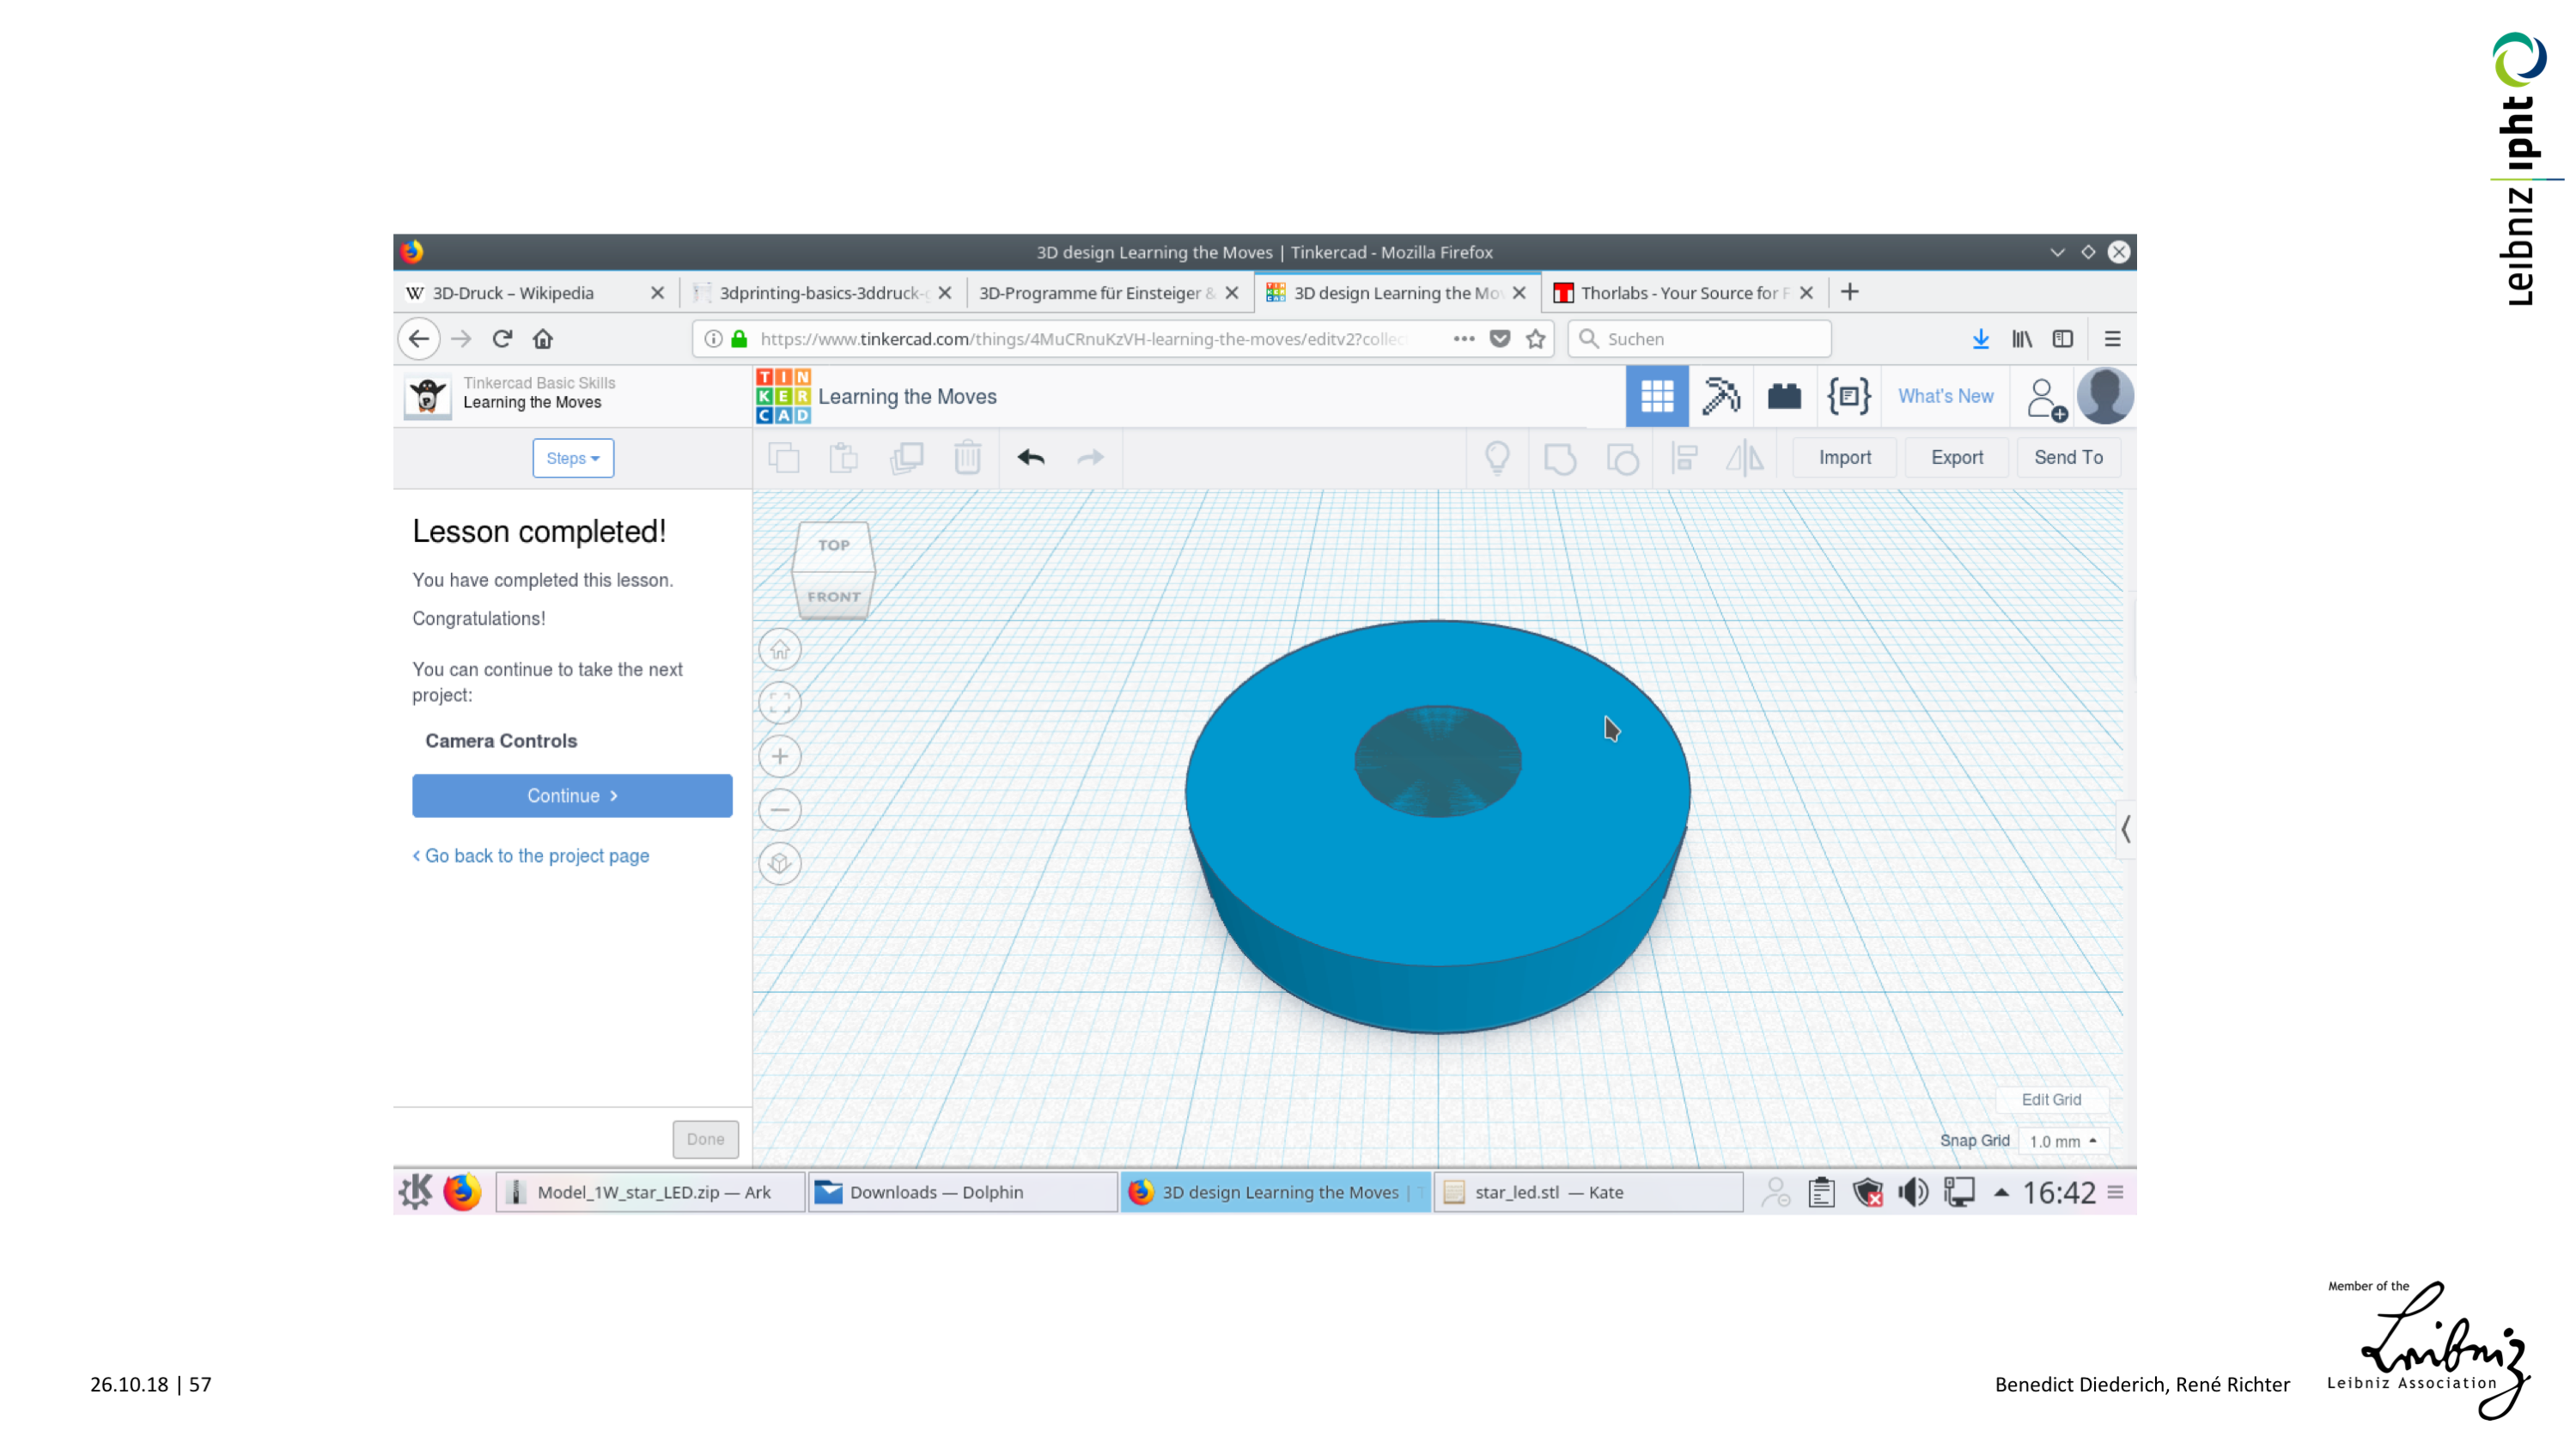 Leibniz ipht
3D design Learning the Moves | Tinkercad - Mozilla Firefox
W 3D-Druck – Wikipedia
3dprinting-basics-3ddruck-
3D-Programme für Einsteiger &
3D design Learning the Mo
Thorlabs - Your Source for F
https://www.tinkercad.com/things/4MuCRnuKzVH-learning-the-moves/editv2?collec
Suchen
Tinkercad Basic Skills
Learning the Moves
TIN
KER
CAD
Learning the Moves
What's New
Steps
Import
Export
Send To
Lesson completed!
You have completed this lesson.
Congratulations!
You can continue to take the next
project:
Camera Controls
Continue
Go back to the project page
Done
TOP
FRONT
Edit Grid
Snap Grid 1.0 mm
Model_1W_star_LED.zip — Ark
Downloads — Dolphin
3D design Learning the Moves |
star_led.stl — Kate
16:42
Member of the
Leibniz
Leibniz Association
26.10.18 | 57
Benedict Diederich, René Richter